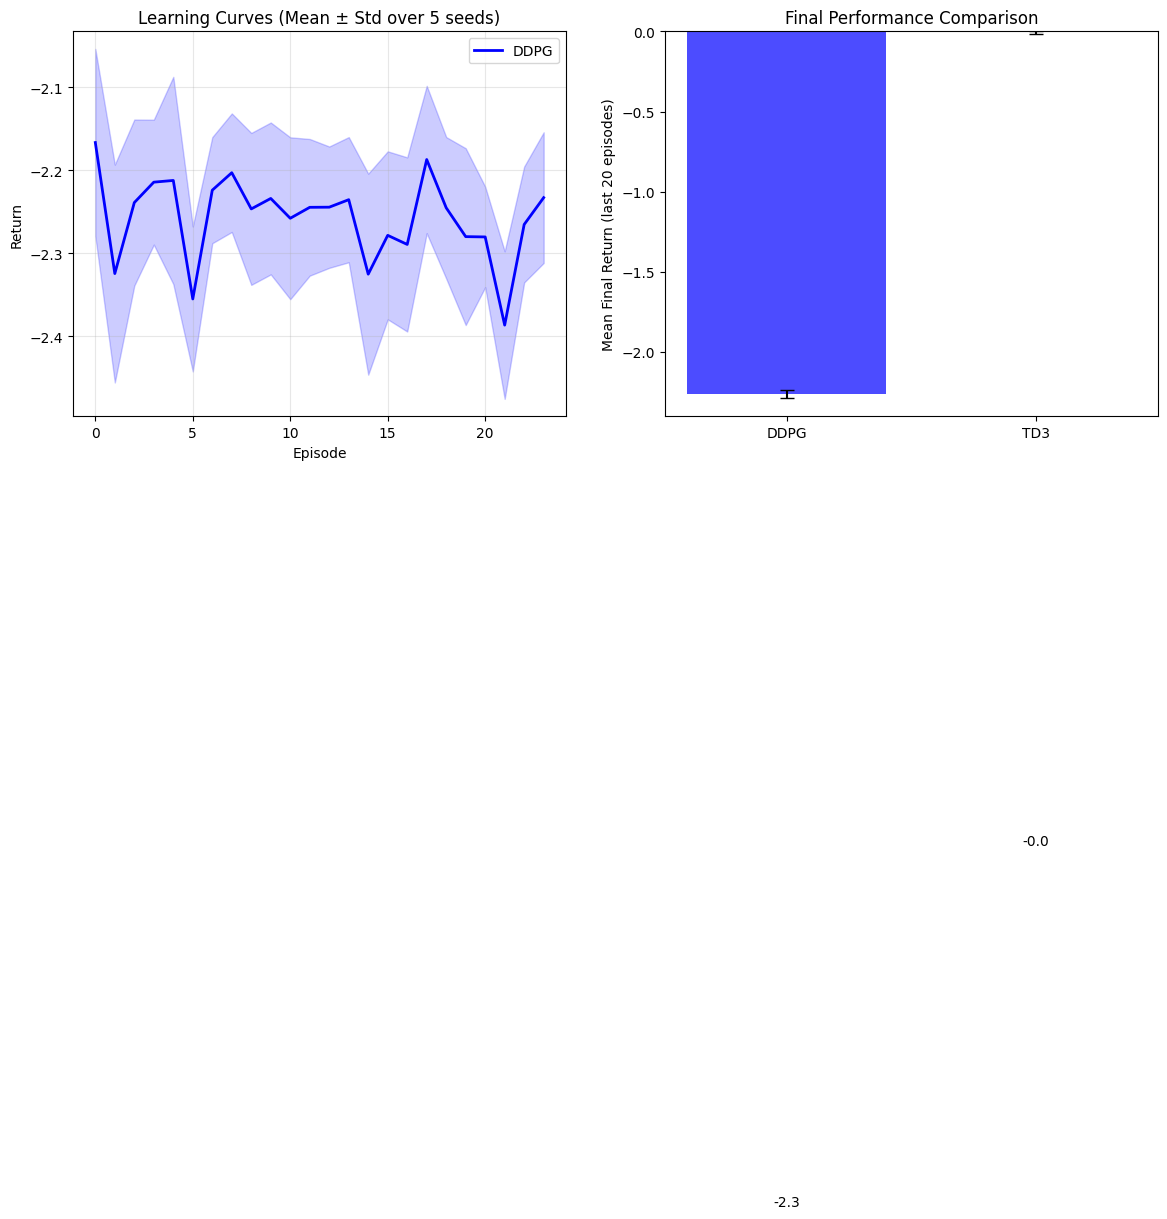 Learning Curves (Mean ± Std over 5 seeds)
DDPG
−2.1
−2.2
−2.3
−2.4
Return
0
5
10
15
20
Episode
Final Performance Comparison
0.0
−0.5
−1.0
−1.5
−2.0
Mean Final Return (last 20 episodes)
DDPG
TD3
-0.0
-2.3